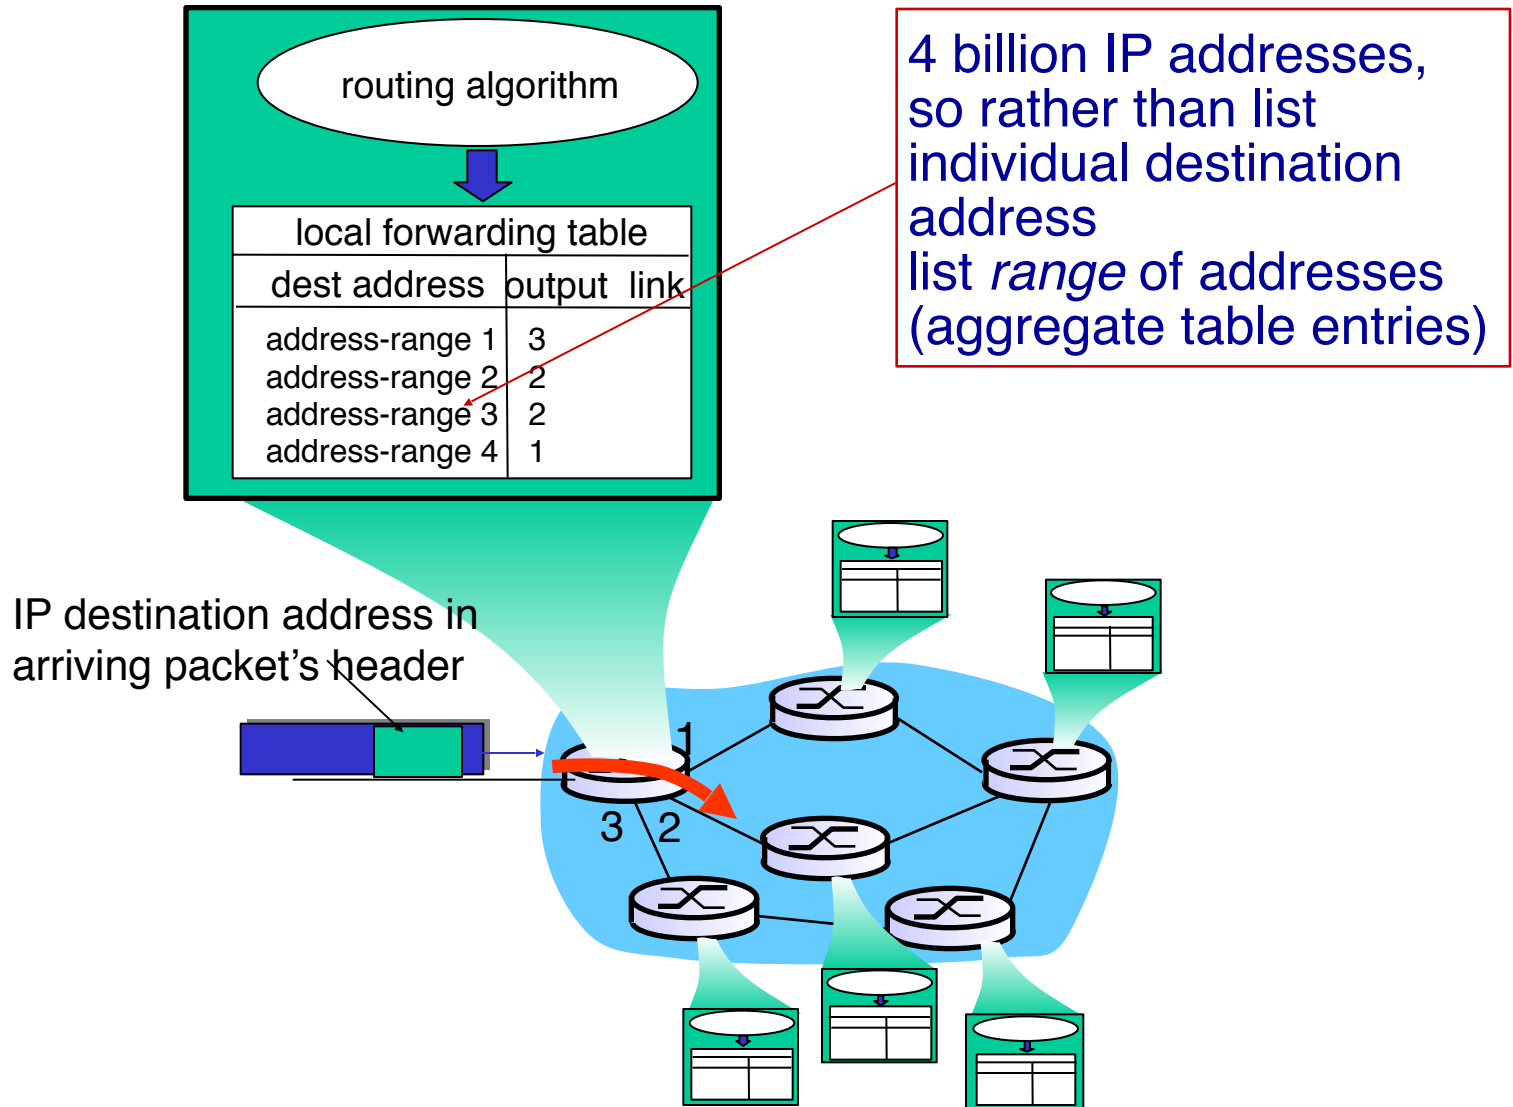 routing algorithm
local forwarding table
dest address output link
address-range 1 3
address-range 2 2
address-range 3 2
address-range 4 1
4 billion IP addresses,
so rather than list
individual destination
address
list range of addresses
(aggregate table entries)
IP destination address in
arriving packet’s header
1
3 2